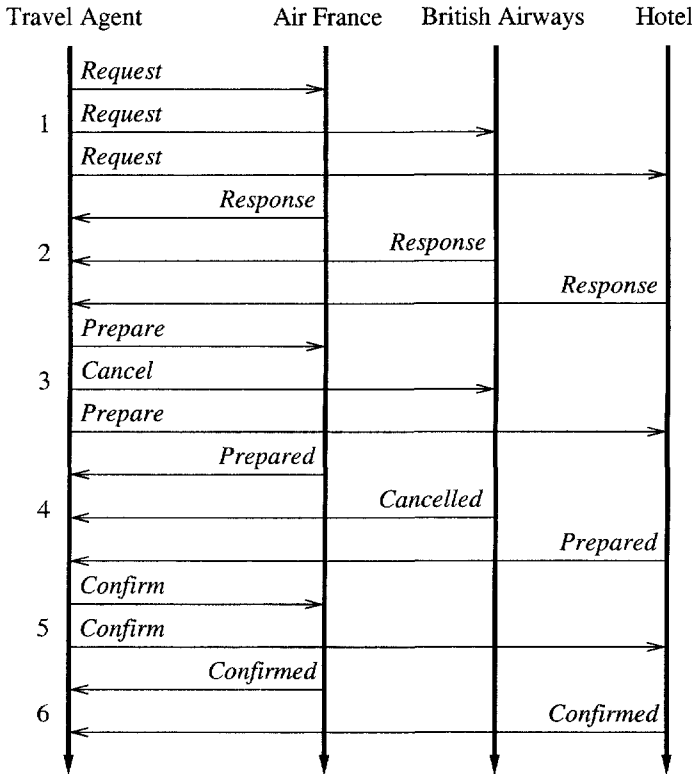 Travel Agent Air France British Airways Hotel
Request
1
Request
Request
Response
2
Response
Response
Prepare
3
Cancel
Prepare
Prepared
4
Cancelled
Prepared
Confirm
5
Confirm
Confirmed
6
Confirmed